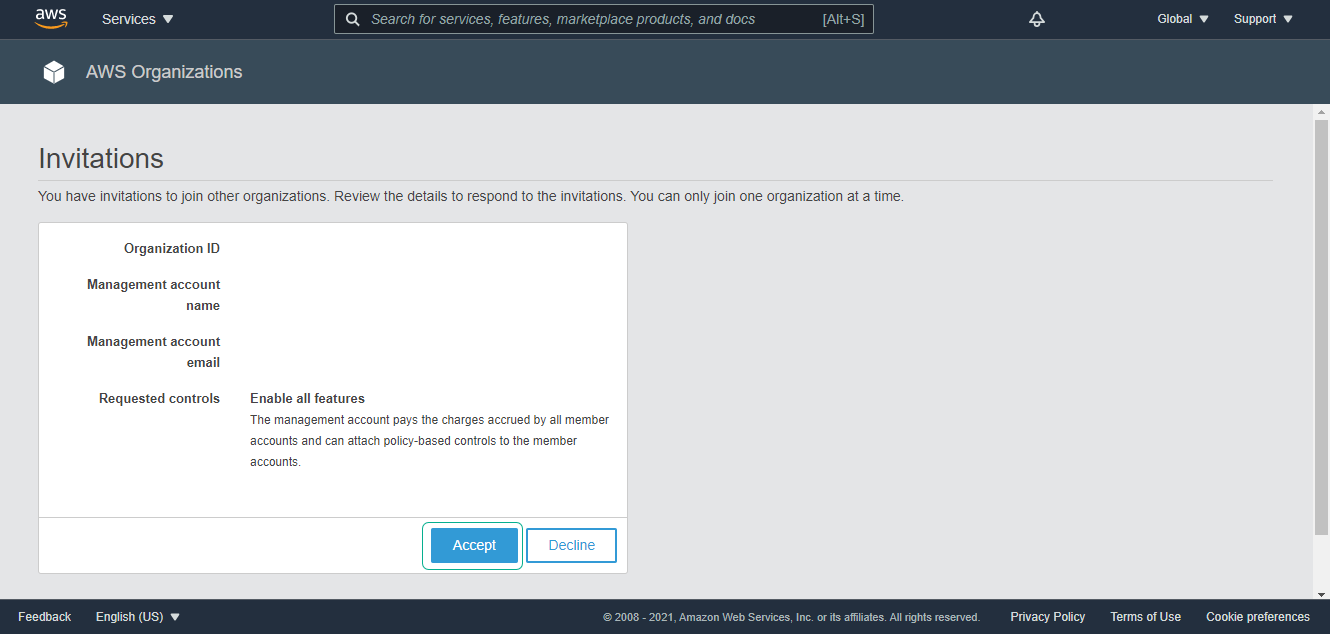 aws Services Search for services, features, marketplace products, and docs [Alt+S] Global Support
AWS Organizations
Invitations
You have invitations to join other organizations. Review the details to respond to the invitations. You can only join one organization at a time.
Organization ID
Management account
name
Management account
email
Requested controls Enable all features
The management account pays the charges accrued by all member
accounts and can attach policy-based controls to the member
accounts.
Accept Decline
Feedback English (US) © 2008 - 2021, Amazon Web Services, Inc. or its affiliates. All rights reserved. Privacy Policy Terms of Use Cookie preferences